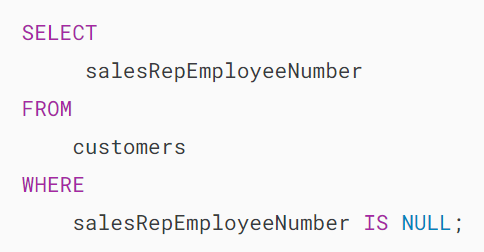 SELECT
salesRepEmployeeNumber
FROM
customers
WHERE
salesRepEmployeeNumber IS NULL;